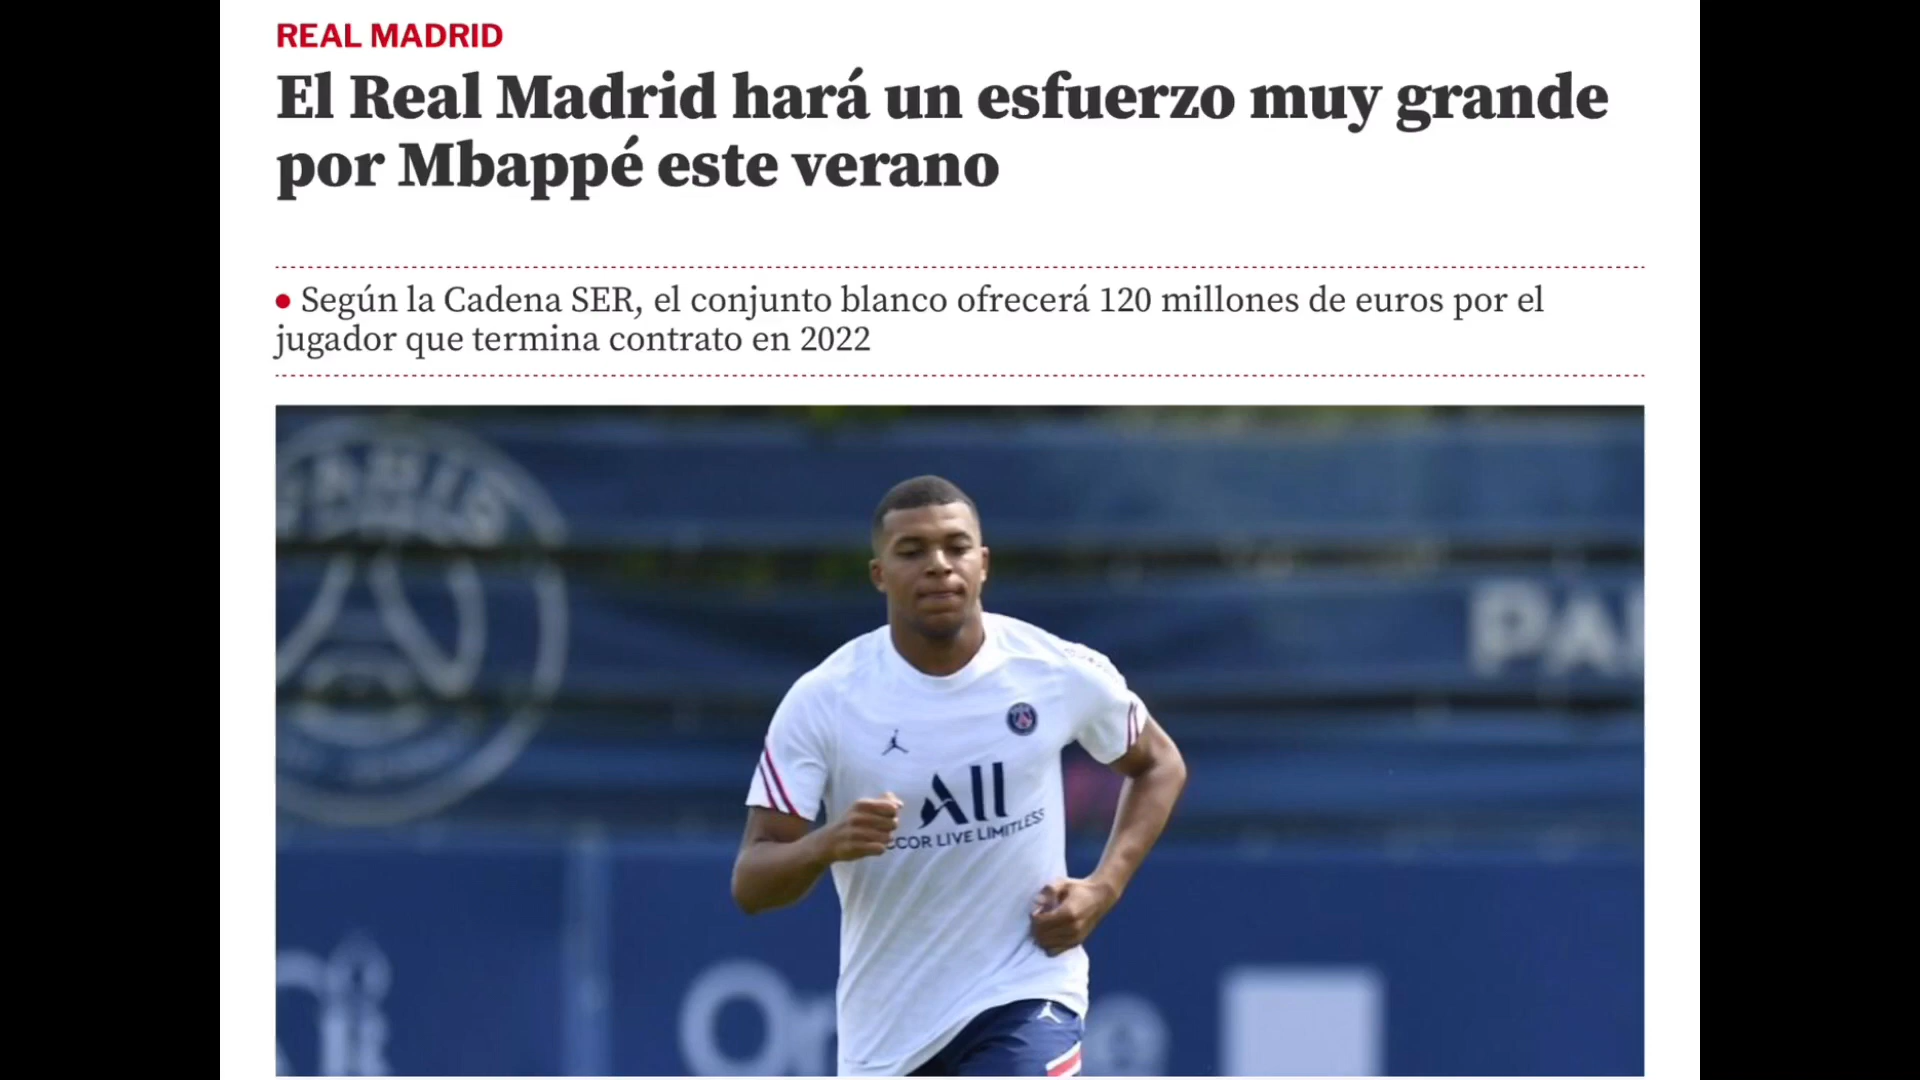 REAL MADRID
El Real Madrid hará un esfuerzo muy grande
por Mbappé este verano
• Según la Cadena SER, el conjunto blanco ofrecerá 120 millones de euros por el
jugador que termina contrato en 2022
PARIS
PA
ALL
CCOR LIVE LIMITLESS